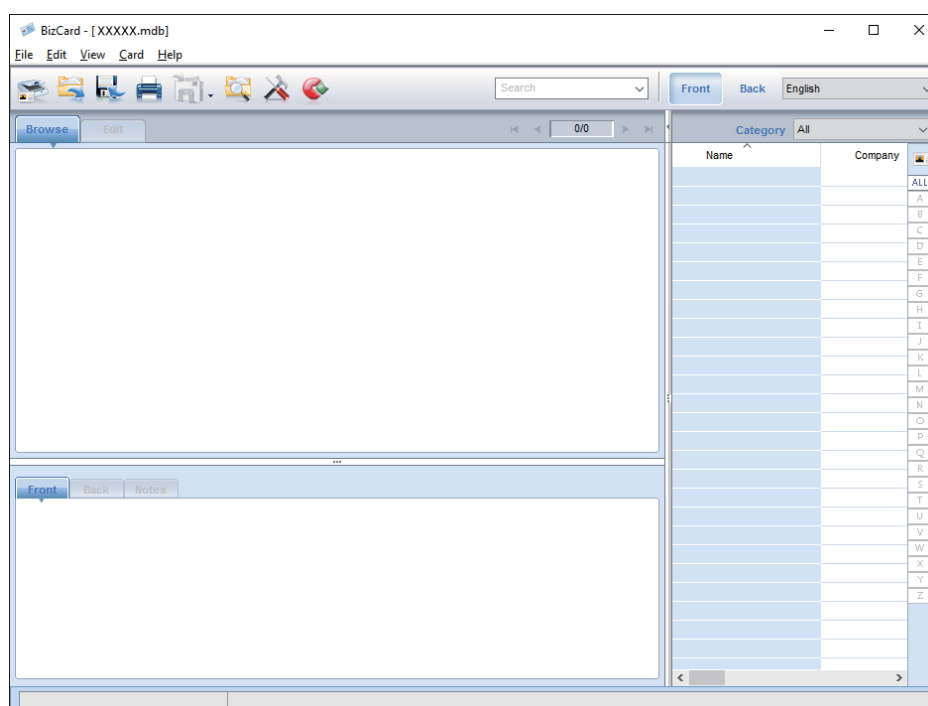 BizCard - [ XXXXX.mdb]
File Edit View Card Help
Search Front Back English
Browse Edit 0/0 Category All
Name Company
ALL
A
B
C
D
E
F
G
H
I
J
K
L
M
N
O
P
Q
R
S
T
U
V
W
X
Y
Z
Front Back Notes